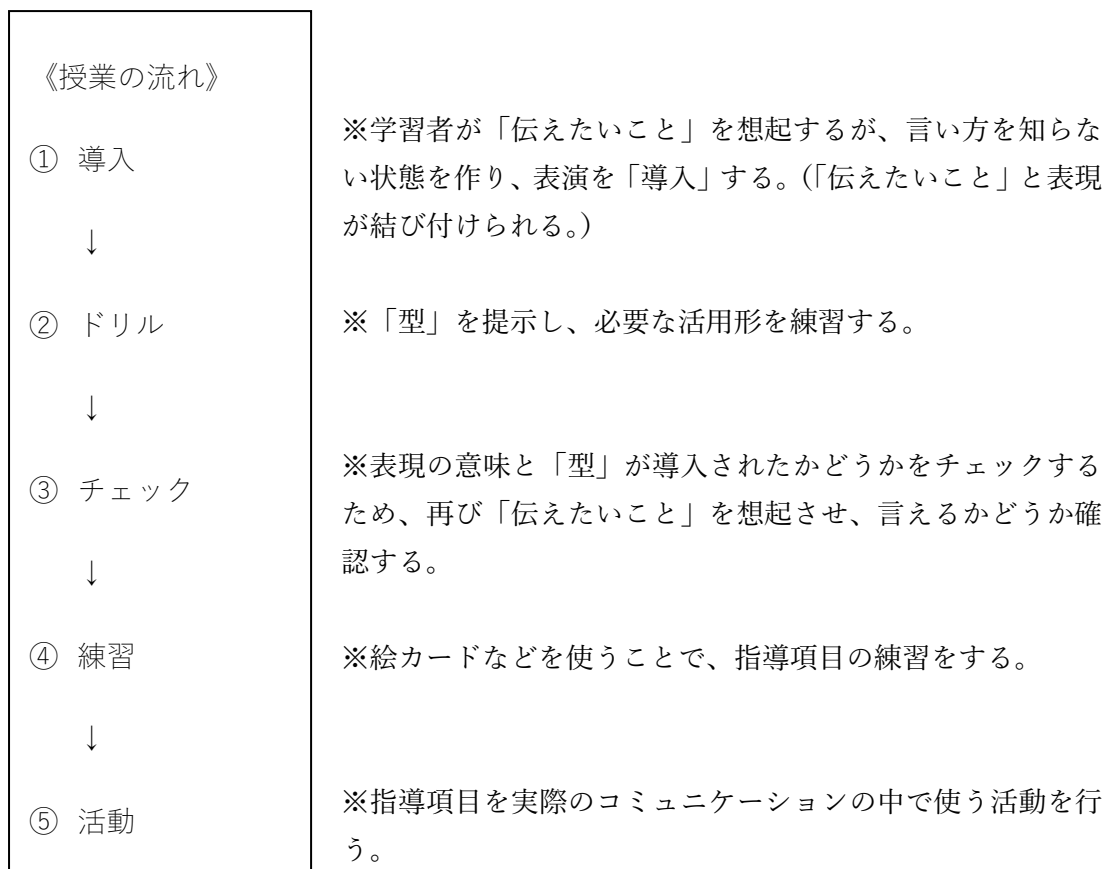 《授業の流れ》
① 導入
※学習者が「伝えたいこと」を想起するが、言い方を知らな
い状態を作り、表演を「導入」する。(「伝えたいこと」と表現
が結び付けられる。)
↓
② ドリル
※「型」を提示し、必要な活用形を練習する。
↓
③ チェック
※表現の意味と「型」が導入されたかどうかをチェックする
ため、再び「伝えたいこと」を想起させ、言えるかどうか確
認する。
↓
④ 練習
※絵カードなどを使うことで、指導項目の練習をする。
↓
⑤ 活動
※指導項目を実際のコミュニケーションの中で使う活動を行
う。